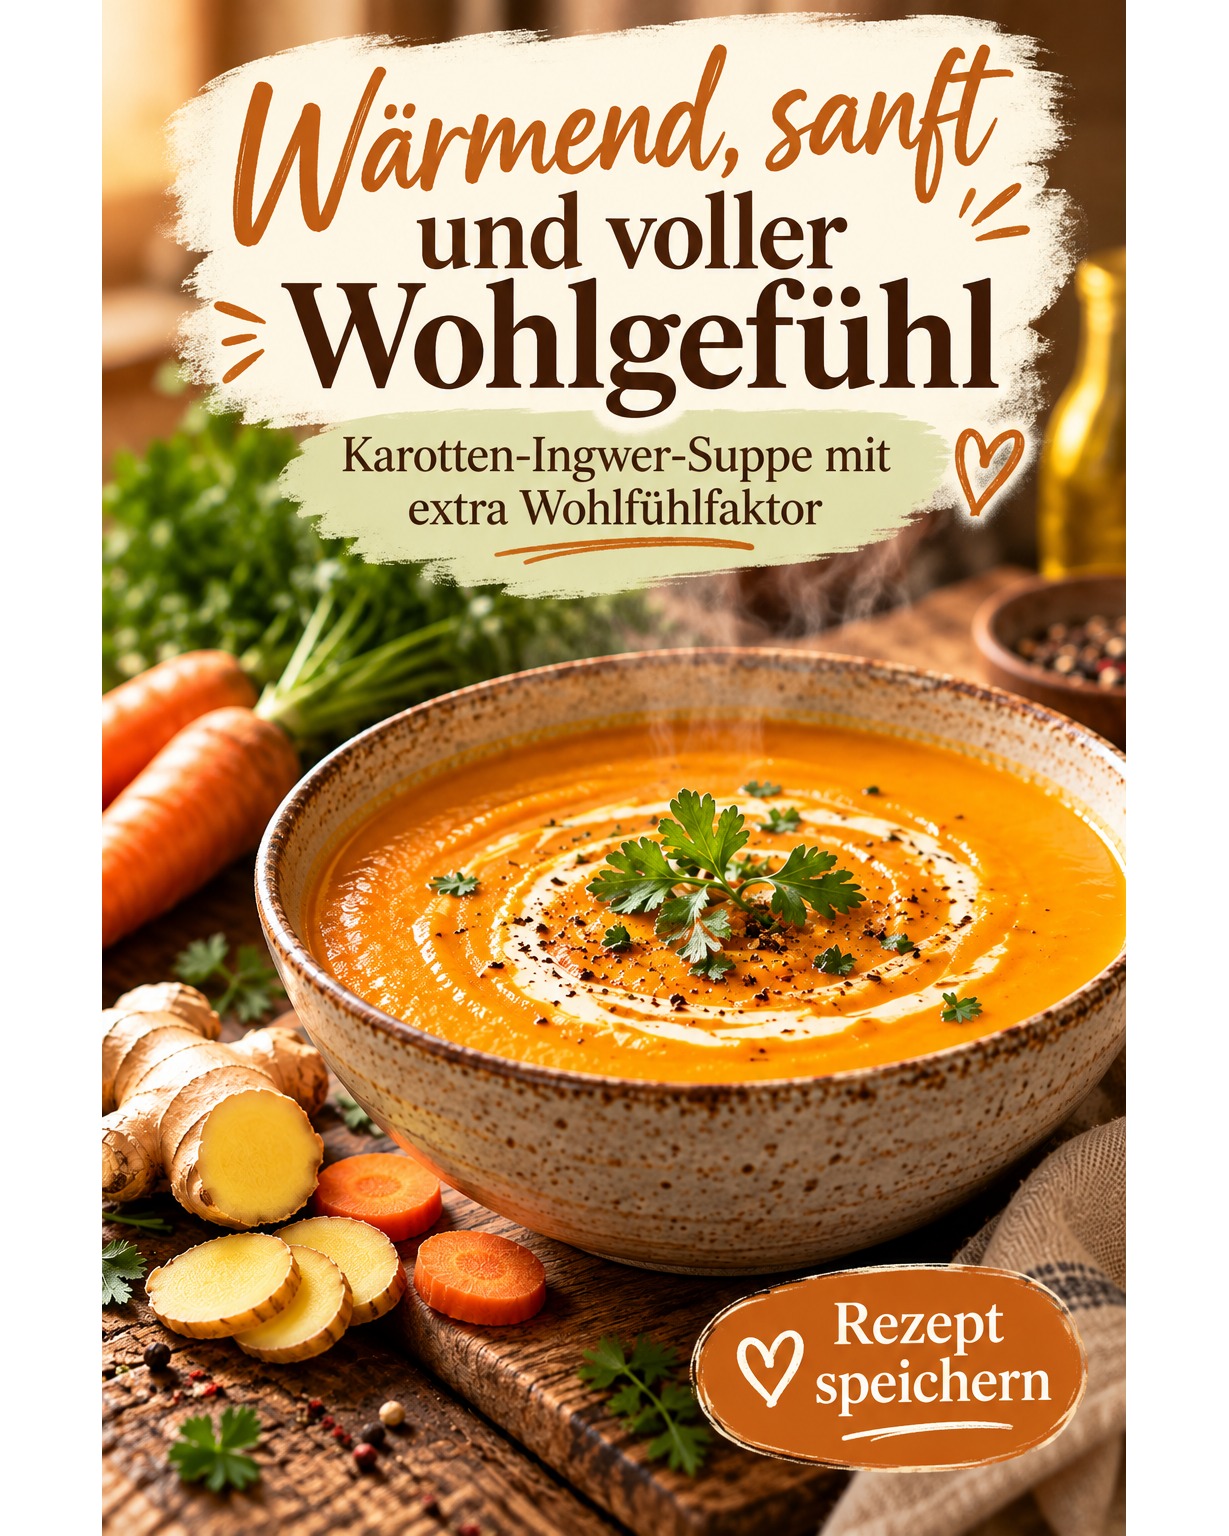 Wärmend, sanft
und voller
Wohlgefühl
Karotten-Ingwer-Suppe mit
extra Wohlfühlfaktor
Rezept
speichern